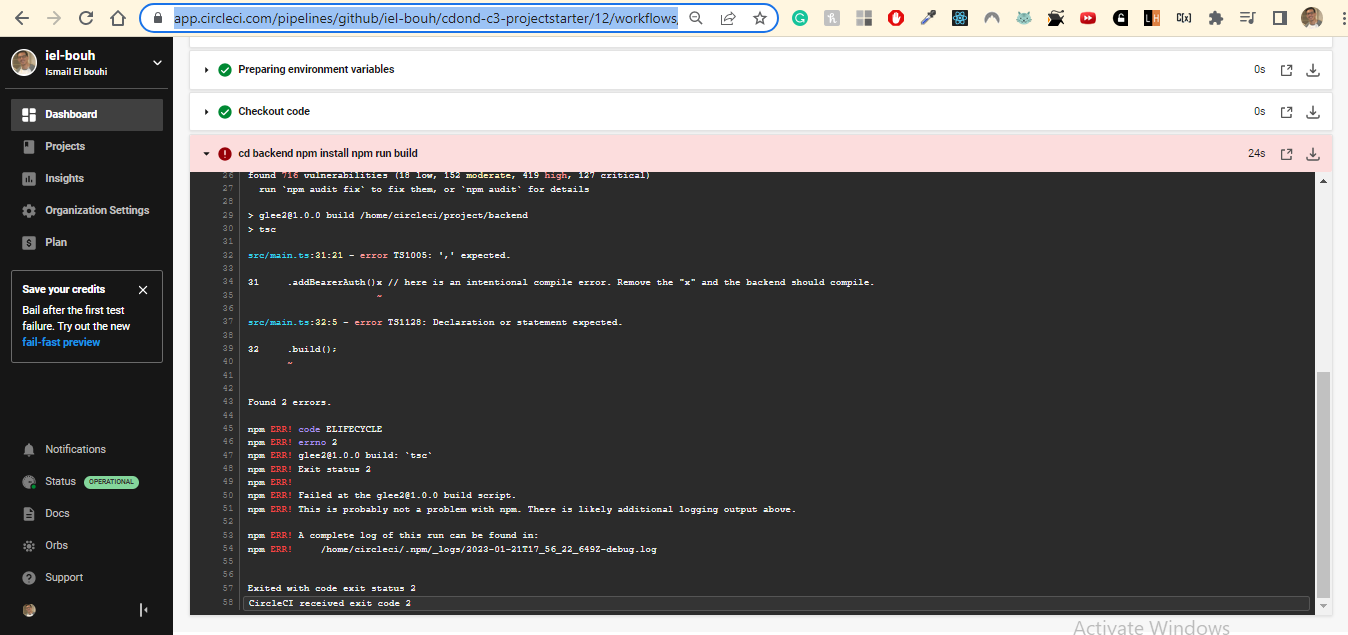 app.circleci.com/pipelines/github/iel-bouh/cdond-c3-projectstarter/12/workflows
iel-bouh
Ismail El bouhi
Dashboard
Projects
Insights
Organization Settings
Plan
Save your credits
Bail after the first test
failure. Try out the new
fail-fast preview
Notifications
Status OPERATIONAL
Docs
Orbs
Support
Preparing environment variables 0s
Checkout code 0s
cd backend npm install npm run build 24s
26 found 716 vulnerabilities (18 low, 152 moderate, 419 high, 127 critical)
27 run `npm audit fix` to fix them, or `npm audit` for details
28
29 > glee2@1.0.0 build /home/circleci/project/backend
30 > tsc
31
32 src/main.ts:31:21 - error TS1005: ',' expected.
33
34 31 .addBearerAuth()x // here is an intentional compile error. Remove the "x" and the backend should compile.
35 ~
36
37 src/main.ts:32:5 - error TS1128: Declaration or statement expected.
38
39 32 .build();
40 ~
41
42
43 Found 2 errors.
44
45 npm ERR! code ELIFECYCLE
46 npm ERR! errno 2
47 npm ERR! glee2@1.0.0 build: `tsc`
48 npm ERR! Exit status 2
49 npm ERR!
50 npm ERR! Failed at the glee2@1.0.0 build script.
51 npm ERR! This is probably not a problem with npm. There is likely additional logging output above.
52
53 npm ERR! A complete log of this run can be found in:
54 npm ERR! /home/circleci/.npm/_logs/2023-01-21T17_56_22_649Z-debug.log
55
56
57 Exited with code exit status 2
58 CircleCI received exit code 2
Activate Windows